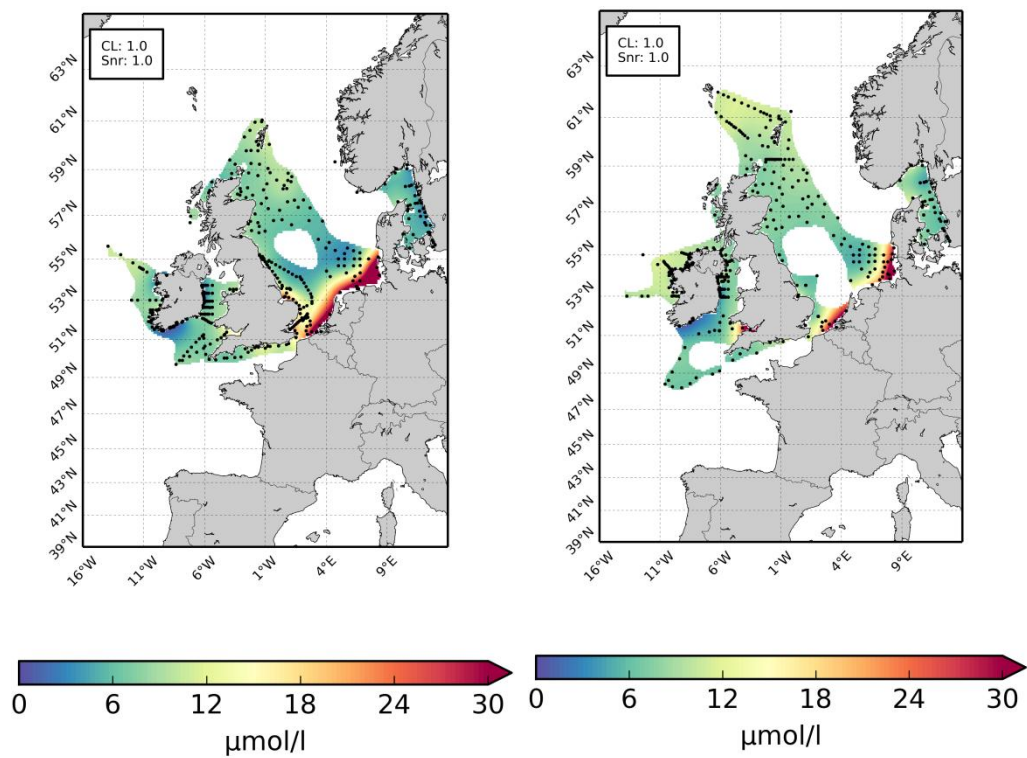 CL: 1.0
Snr: 1.0
63°N
61°N
59°N
57°N
55°N
53°N
51°N
49°N
47°N
45°N
43°N
41°N
39°N
16°W
11°W
6°W
1°W
4°E
9°E
0
6
12
18
24
30
µmol/l
CL: 1.0
Snr: 1.0
63°N
61°N
59°N
57°N
55°N
53°N
51°N
49°N
47°N
45°N
43°N
41°N
39°N
16°W
11°W
6°W
1°W
4°E
9°E
0
6
12
18
24
30
µmol/l